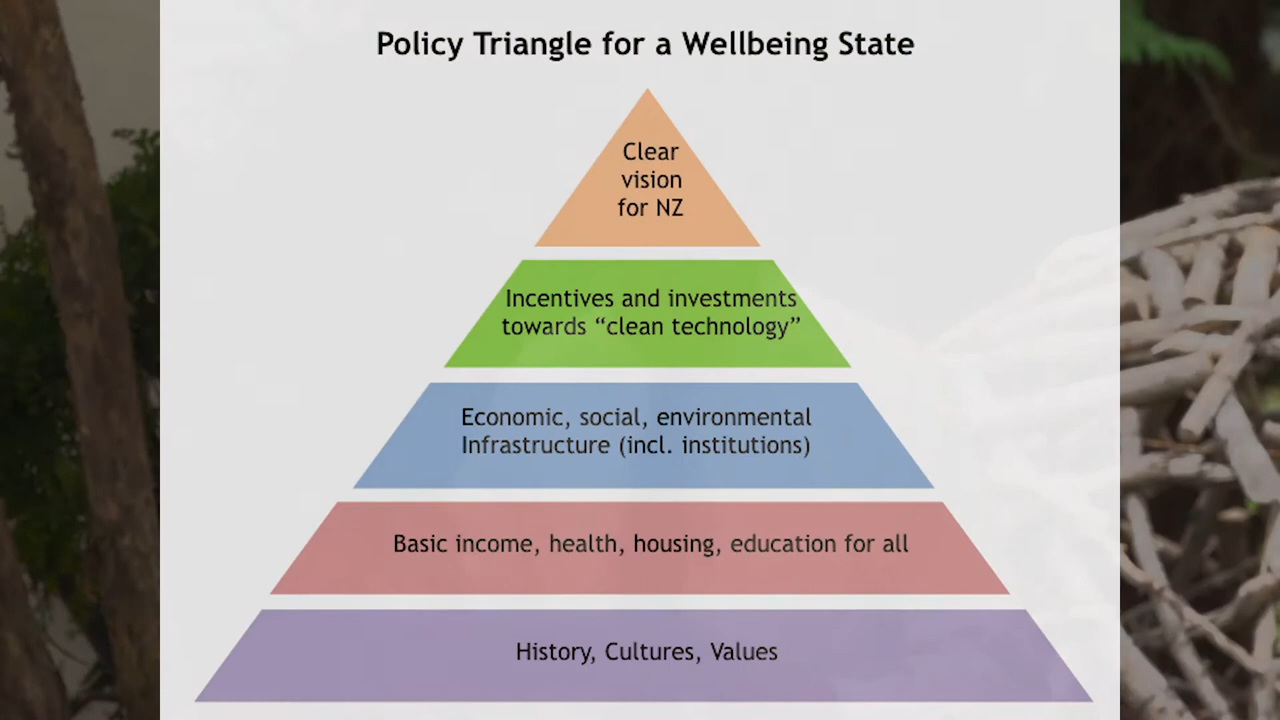 Policy Triangle for a Wellbeing State
Clear
vision
for NZ
Incentives and investments
towards “clean technology”
Economic, social, environmental
Infrastructure (incl. institutions)
Basic income, health, housing, education for all
History, Cultures, Values